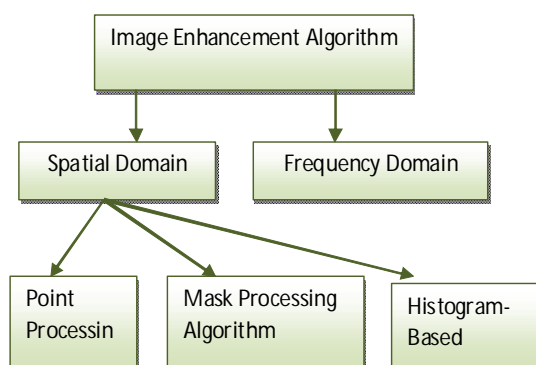 Image Enhancement Algorithm
Spatial Domain
Frequency Domain
Point
Processin
Mask Processing
Algorithm
Histogram-
Based